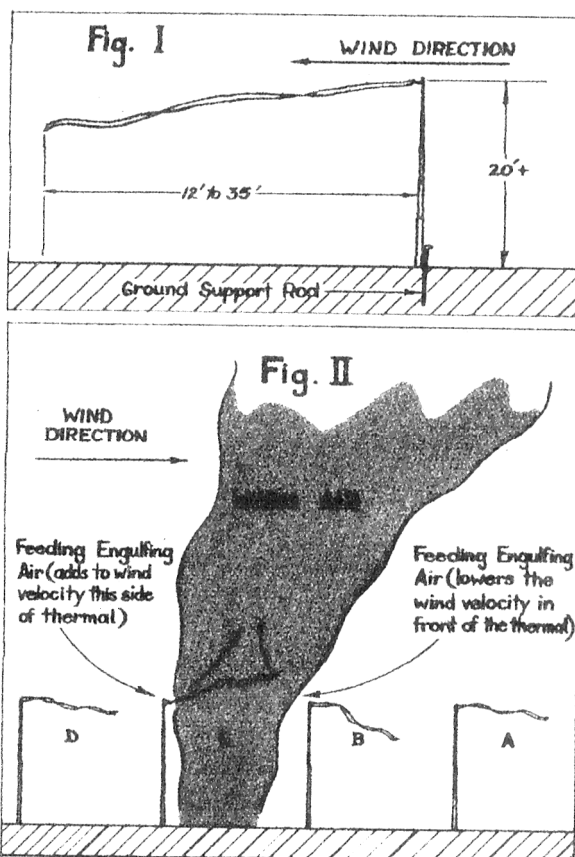 Fig. I
WIND DIRECTION
20'+
12' to 35'
Ground Support Rod
Fig. II
WIND
DIRECTION
Feeding Engulfing
Air (adds to wind
velocity this side
of thermal)
Feeding Engulfing
Air (lowers the
wind velocity in
front of the thermal)
D
B
A